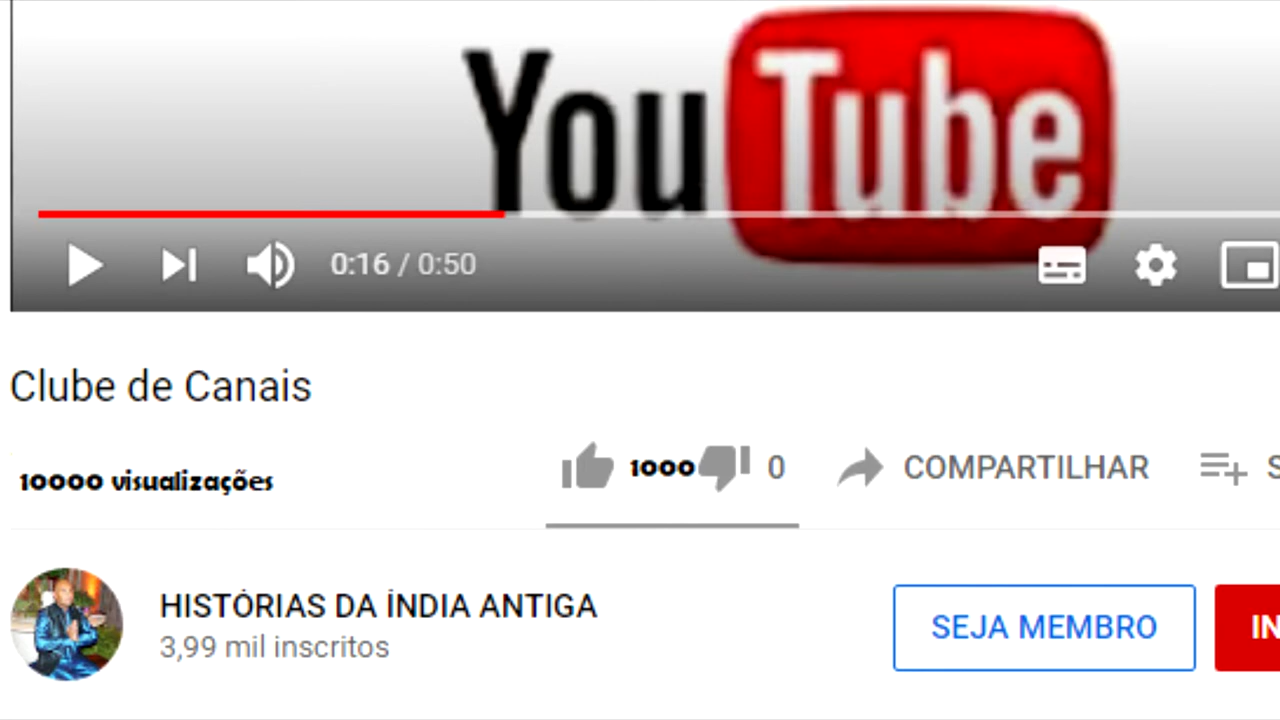 YouTube
0:16 / 0:50
Clube de Canais
10000 visualizações
1000 0 COMPARTILHAR S
HISTÓRIAS DA ÍNDIA ANTIGA
3,99 mil inscritos
SEJA MEMBRO
IN